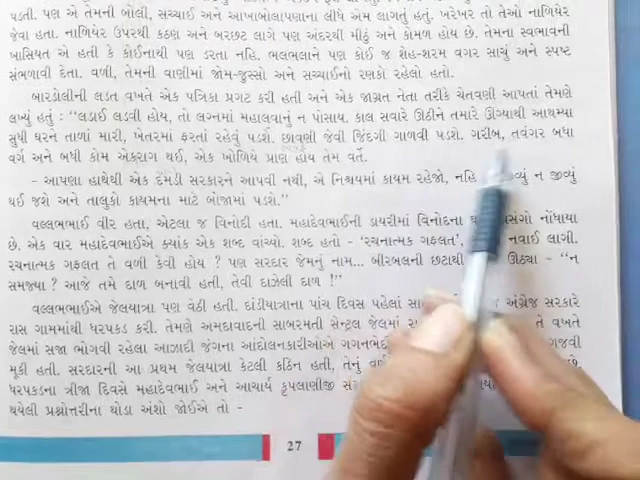 પડતી. પણ એ તેમની બોલી, સચ્ચાઈ અને આખાબોલાપણાના લીધે એમ લાગતું હતું. ખરેખર તો તેઓ નાળિયેર
જેવા હતા. નાળિયેર ઉપરથી કઠણ અને બરછટ લાગે પણ અંદરથી મીઠું અને કોમળ હોય છે. તેમના સ્વભાવની
ખાસિયત એ હતી કે કોઈનાથી પણ ડરતા નહિ. ભલભલાને પણ કોઈ જ શેહ-શરમ વગર સાચું અને સ્પષ્ટ
સંભળાવી દેતા. વળી, તેમની વાણીમાં જોમ-જુસ્સો અને સચ્ચાઈનો રણકો રહેલો હતો.
બારડોલીની લડત વખતે એક પત્રિકા પ્રગટ કરી હતી અને એક જાગ્રત નેતા તરીકે ચેતવણી આપતાં તેમણે
લખ્યું હતું : “લડાઈ લડવી હોય, તો લગ્નમાં મહાલવાનું ન પોસાય. કાલ સવારે ઊઠીને તમારે ઊગ્યાથી આથમ્યા
સુધી ઘરને તાળાં મારી, ખેતરમાં ફરતાં રહેવું પડશે. છાવણી જેવી જિંદગી ગાળવી પડશે. ગરીબ, તવંગર બધા
વર્ગ અને બધી કોમ એકરાગ થઈ, એક ખોળિયે પ્રાણ હોય તેમ વર્તે.
- આપણા હાથેથી એક દમડી સરકારને આપવી નથી, એ નિશ્ચયમાં કાયમ રહેજો, નહિ જીવ્યું ન જીવ્યું
થઈ જશે અને તાલુકો કાયમના માટે બોજામાં પડશે.”
વલ્લભભાઈ વીર હતા, એટલા જ વિનોદી હતા. મહાદેવભાઈની ડાયરીમાં વિનોદના નોંધાયા
છે. એક વાર મહાદેવભાઈએ ક્યાંક એક શબ્દ વાંચ્યો. શબ્દ હતો - ‘રચનાત્મક ગફલત’, નવાઈ લાગી.
રચનાત્મક ગફલત તે વળી કેવી હોય ? પણ સરદાર જેમનું નામ... બીરબલની છટાથી ઊઠ્યા - “ન
સમજ્યા ? આજે તમે દાળ બનાવી હતી, તેવી દાઝેલી દાળ !”
વલ્લભભાઈએ જેલયાત્રા પણ વેઠી હતી. દાંડીયાત્રાના પાંચ દિવસ પહેલાં અંગ્રેજ સરકારે
રાસ ગામમાંથી ધરપકડ કરી. તેમણે અમદાવાદની સાબરમતી સેન્ટ્રલ જેલમાં તે વખતે
જેલમાં સજા ભોગવી રહેલા આઝાદી જંગના આંદોલનકારીઓએ ગગનભેદી ગજવી
મૂકી હતી. સરદારની આ પ્રથમ જેલયાત્રા કેટલી કઠિન હતી, તેનું
ધરપકડના ત્રીજા દિવસે મહાદેવભાઈ અને આચાર્ય કૃપલાણીજી
થયેલી પ્રશ્નોત્તરીના થોડા અંશો જોઈએ તો -
27